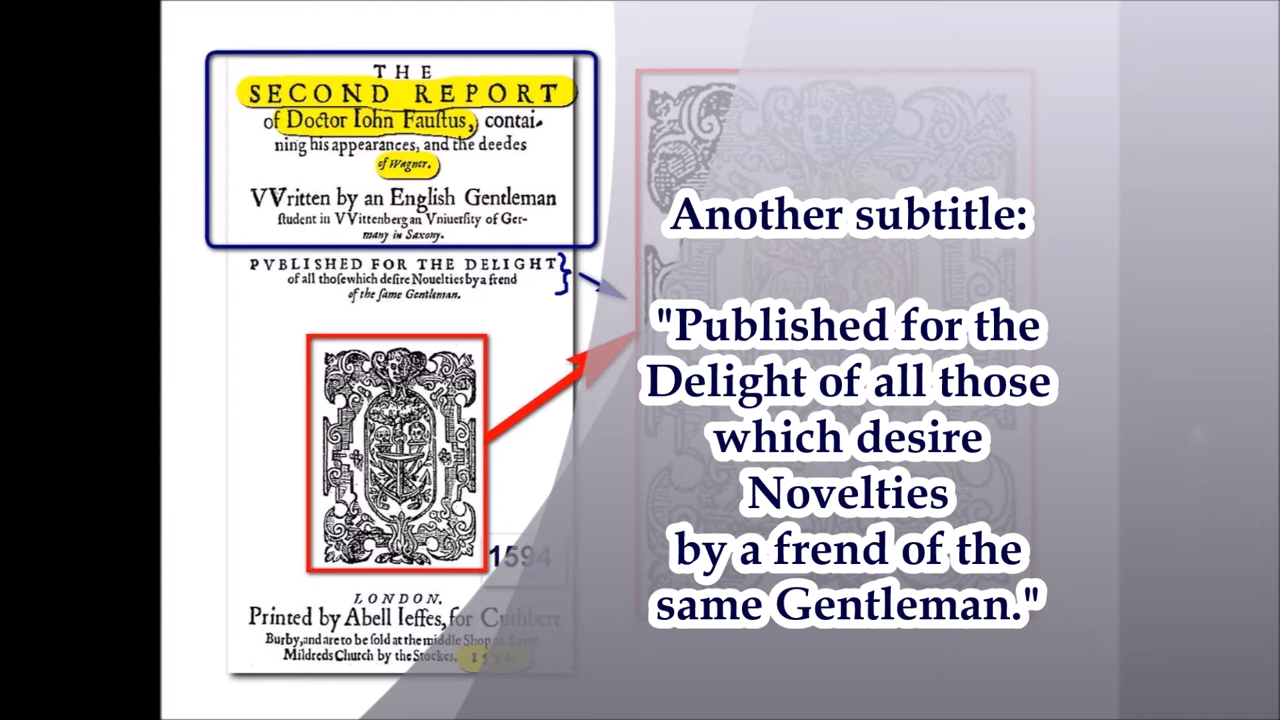 THE
SECOND REPORT
of Doctor Iohn Faustus, contai-
ning his appearances, and the deedes
of Wagner.
VVritten by an English Gentleman
student in VVittenberg an Vniuersity of Ger-
many in Saxony.
PVBLISHED FOR THE DELIGHT
of all those which desire Nouelties by a frend
of the same Gentleman.
1594
LONDON,
Printed by Abell Ieffes, for Cuthbert
Burby, and are to be sold at the middle Shop at Saint
Mildreds Church by the Stockes. 1594
Another subtitle:
"Published for the
Delight of all those
which desire
Novelties
by a frend of the
same Gentleman."